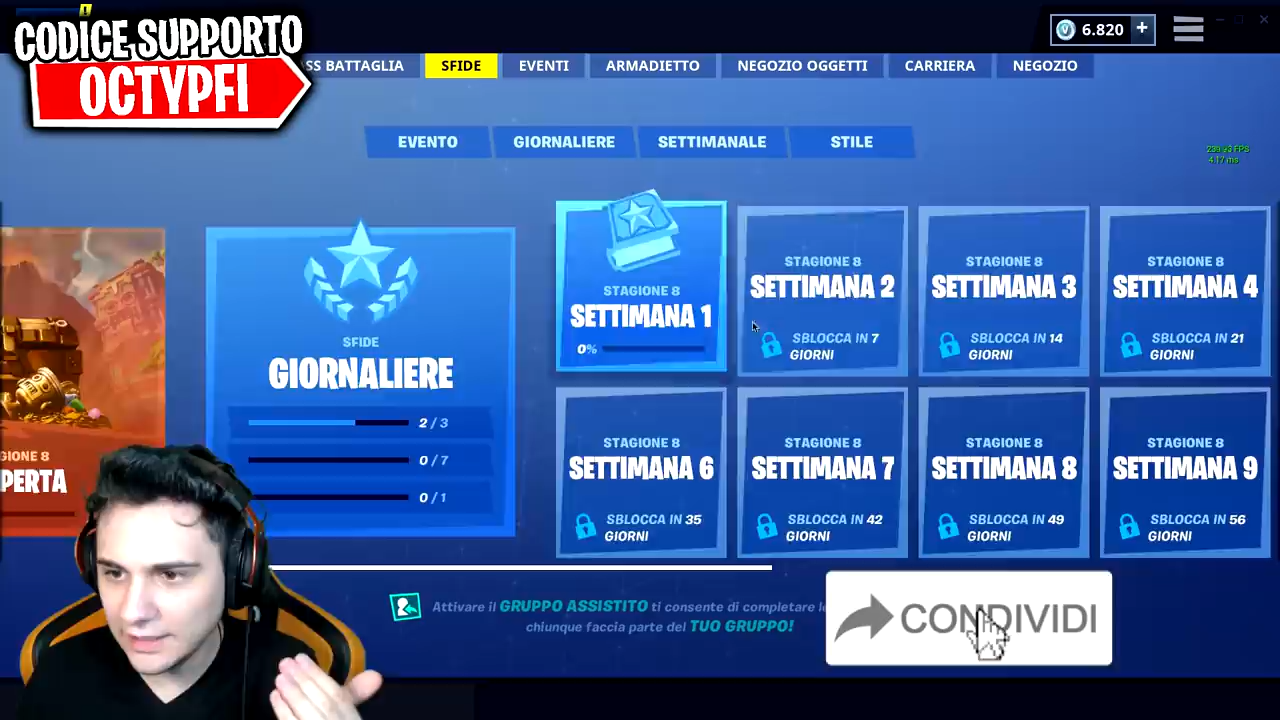 CODICE SUPPORTO
OCTYPFI
6.820 +
SS BATTAGLIA
SFIDE
EVENTI
ARMADIETTO
NEGOZIO OGGETTI
CARRIERA
NEGOZIO
EVENTO
GIORNALIERE
SETTIMANALE
STILE
4.17 ms
GIONE 8
PERTA
SFIDE
GIORNALIERE
2 / 3
0 / 7
0 / 1
STAGIONE 8
SETTIMANA 1
0%
STAGIONE 8
SETTIMANA 2
SBLOCCA IN 7
GIORNI
STAGIONE 8
SETTIMANA 3
SBLOCCA IN 14
GIORNI
STAGIONE 8
SETTIMANA 4
SBLOCCA IN 21
GIORNI
STAGIONE 8
SETTIMANA 6
SBLOCCA IN 35
GIORNI
STAGIONE 8
SETTIMANA 7
SBLOCCA IN 42
GIORNI
STAGIONE 8
SETTIMANA 8
SBLOCCA IN 49
GIORNI
STAGIONE 8
SETTIMANA 9
SBLOCCA IN 56
GIORNI
Attivare il GRUPPO ASSISTITO ti consente di completare
chiunque faccia parte del TUO GRUPPO!
CONDIVIDI